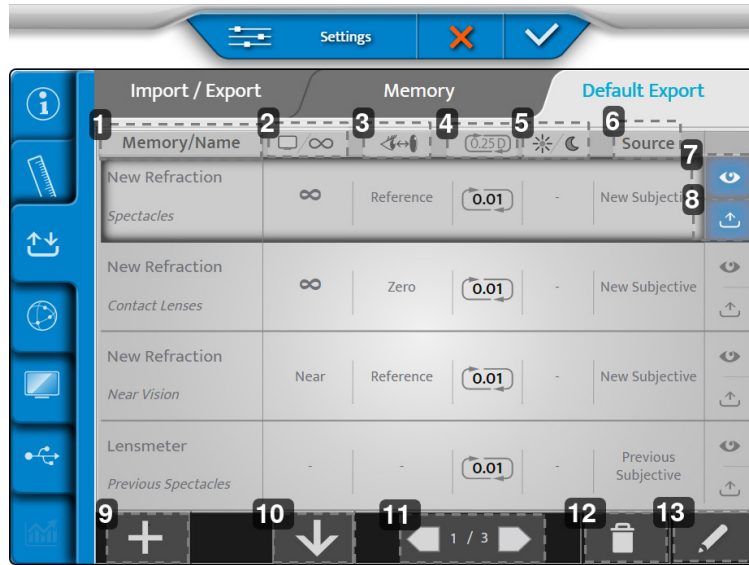 Settings
Import / Export
Memory
Default Export
1 2 3 4 5 6
Memory/Name
/∞
0.25 D
/
Source
7
New Refraction
Spectacles
∞
Reference
0.01
-
New Subjecti
8
New Refraction
Contact Lenses
∞
Zero
0.01
-
New Subjective
New Refraction
Near Vision
Near
Reference
0.01
-
New Subjective
Lensmeter
Previous Spectacles
-
-
0.01
-
Previous
Subjective
9 10 11 12 13
1 / 3